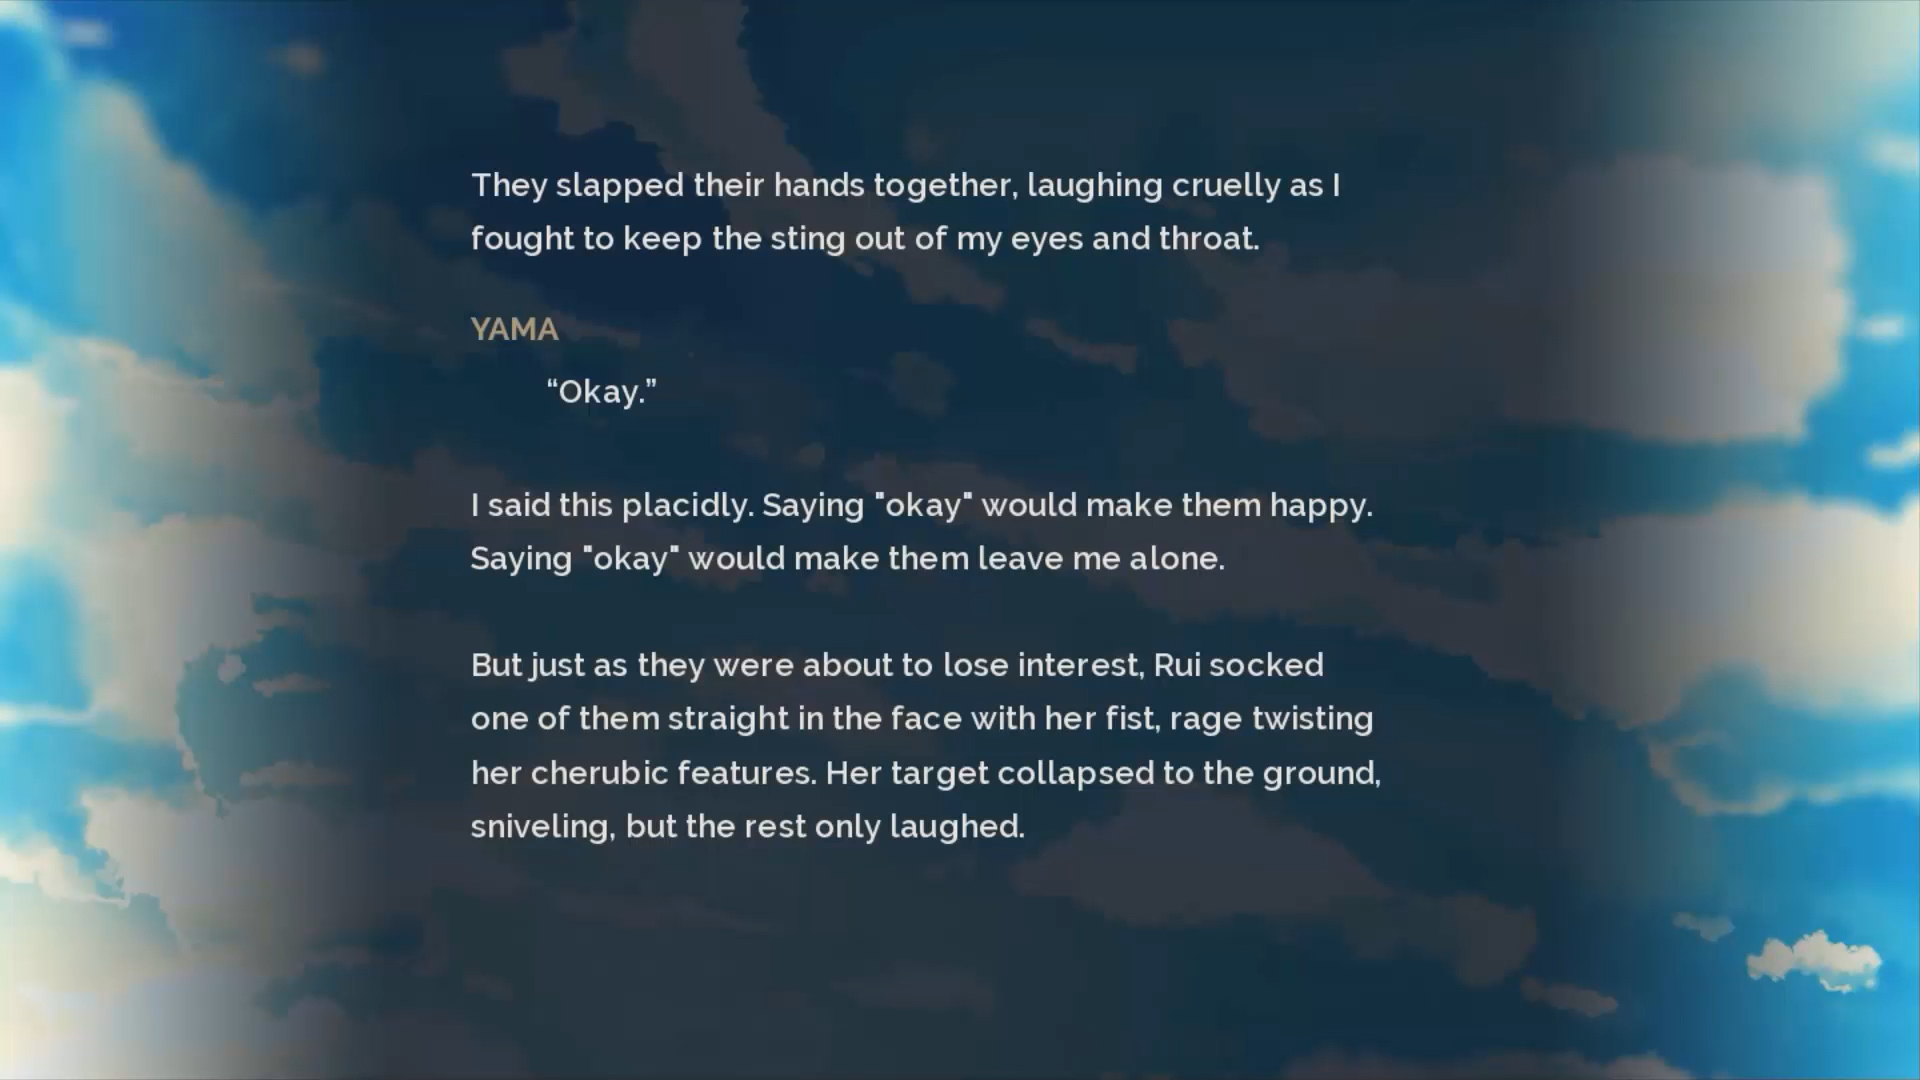 They slapped their hands together, laughing cruelly as I
fought to keep the sting out of my eyes and throat.
YAMA
“Okay.”
I said this placidly. Saying "okay" would make them happy.
Saying "okay" would make them leave me alone.
But just as they were about to lose interest, Rui socked
one of them straight in the face with her fist, rage twisting
her cherubic features. Her target collapsed to the ground,
sniveling, but the rest only laughed.